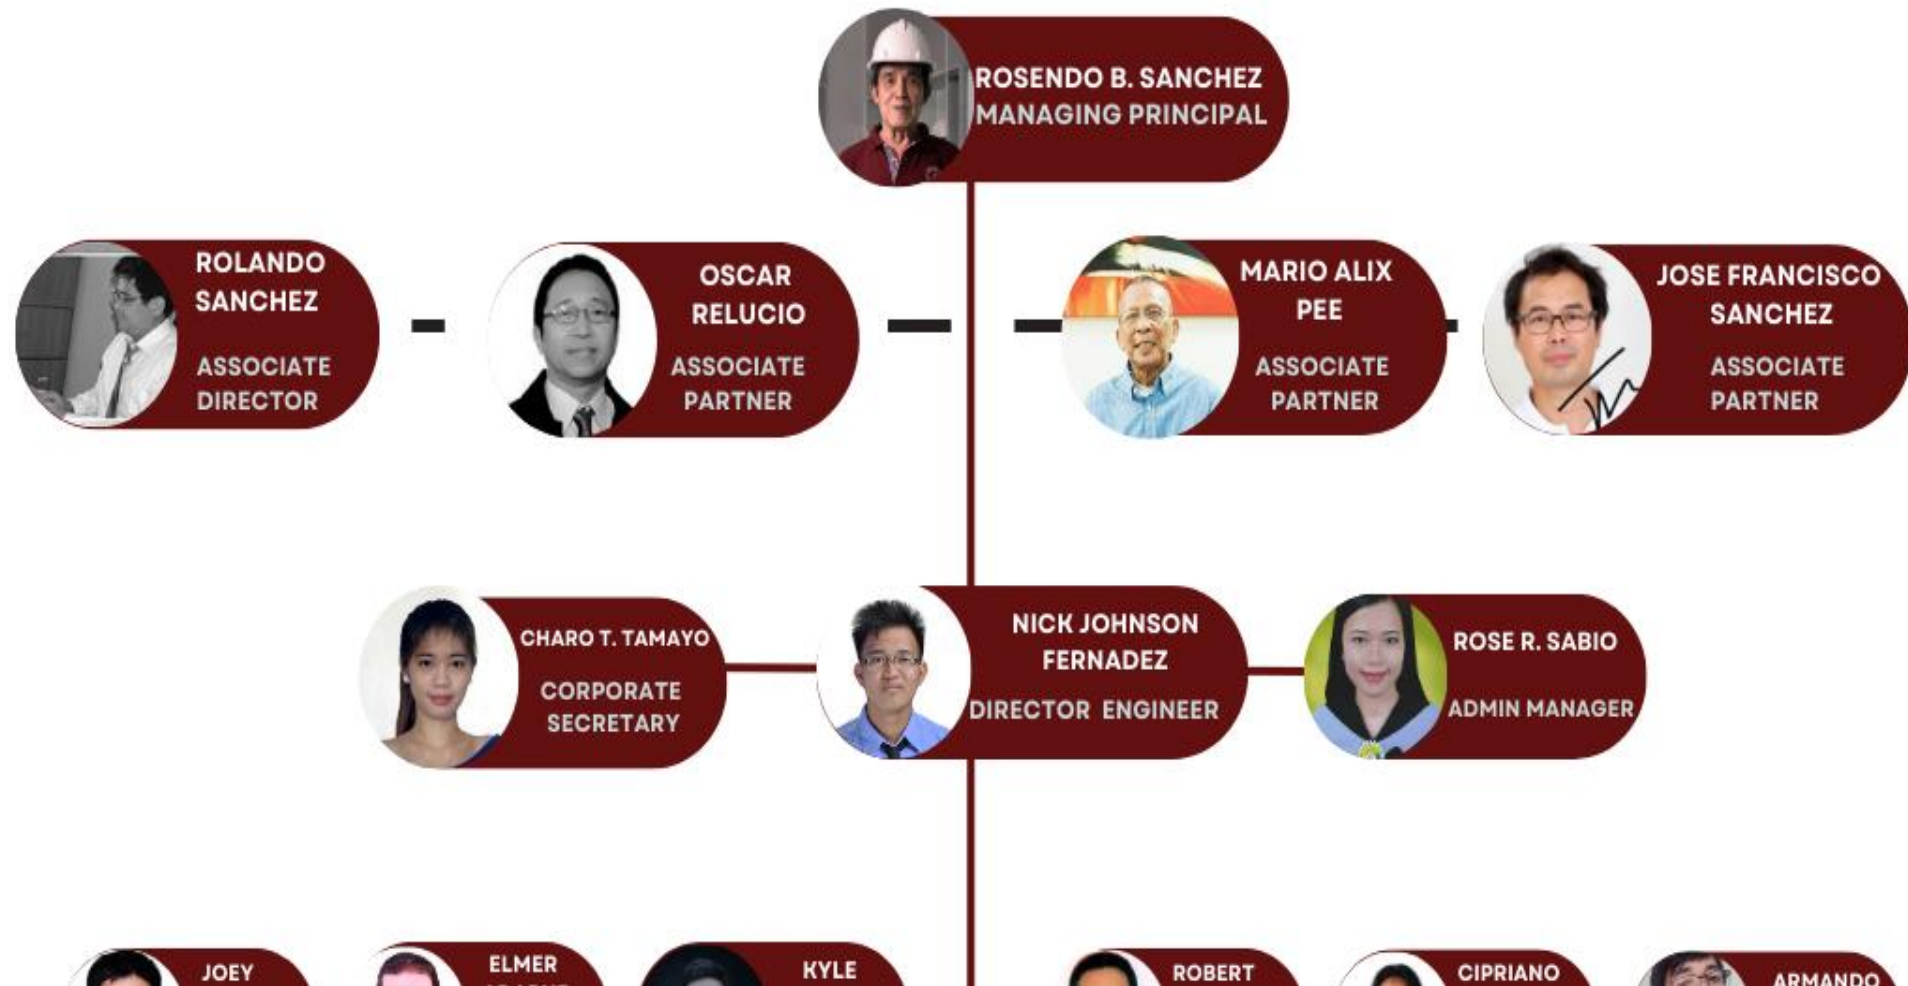 ROSENDO B. SANCHEZ
MANAGING PRINCIPAL
ROLANDO
SANCHEZ
ASSOCIATE
DIRECTOR
OSCAR
RELUCIO
ASSOCIATE
PARTNER
MARIO ALIX
PEE
ASSOCIATE
PARTNER
JOSE FRANCISCO
SANCHEZ
ASSOCIATE
PARTNER
CHARO T. TAMAYO
CORPORATE
SECRETARY
NICK JOHNSON
FERNADEZ
DIRECTOR ENGINEER
ROSE R. SABIO
ADMIN MANAGER
JOEY
ELMER
KYLE
ROBERT
CIPRIANO
ARMANDO